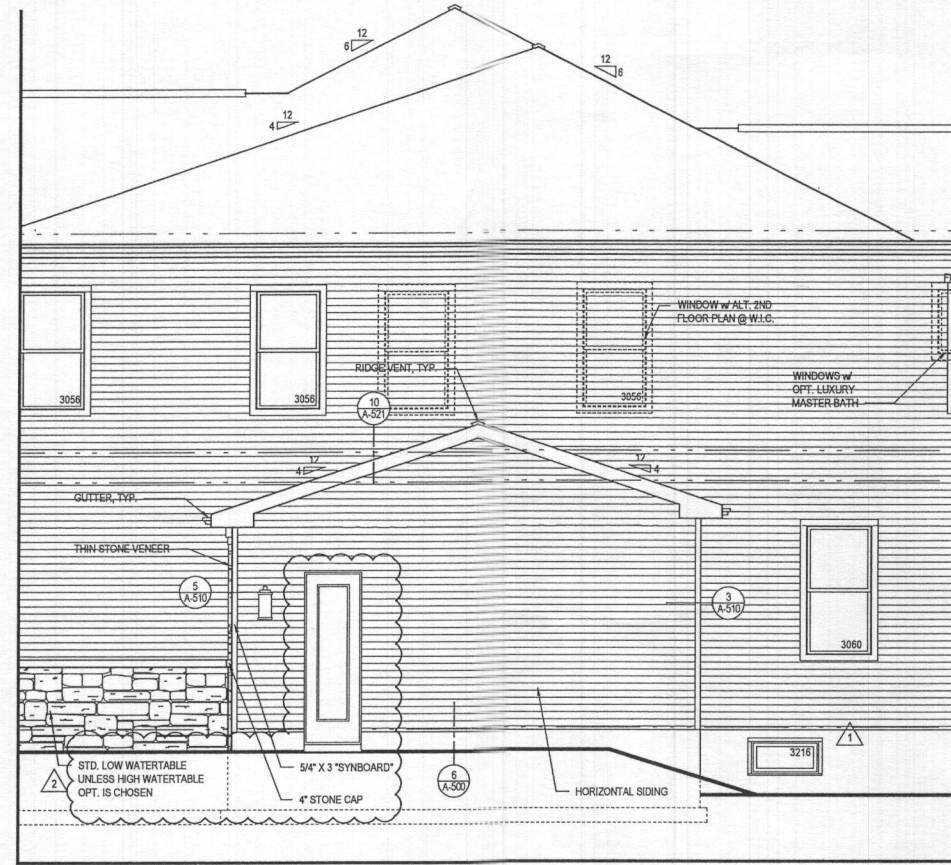 12
6
12
6
12
4
WINDOW w/ ALT. 2ND
FLOOR PLAN @ W.I.C.
3056
3056
3056
RIDGE VENT, TYP.
WINDOWS w/
OPT. LUXURY
MASTER BATH
10
A-521
12
4
12
4
GUTTER, TYP.
THIN STONE VENEER
5
A-510
3
A-510
3060
1
3216
2
STD. LOW WATERTABLE
UNLESS HIGH WATERTABLE
OPT. IS CHOSEN
5/4" X 3 "SYNBOARD"
4" STONE CAP
6
A-500
HORIZONTAL SIDING